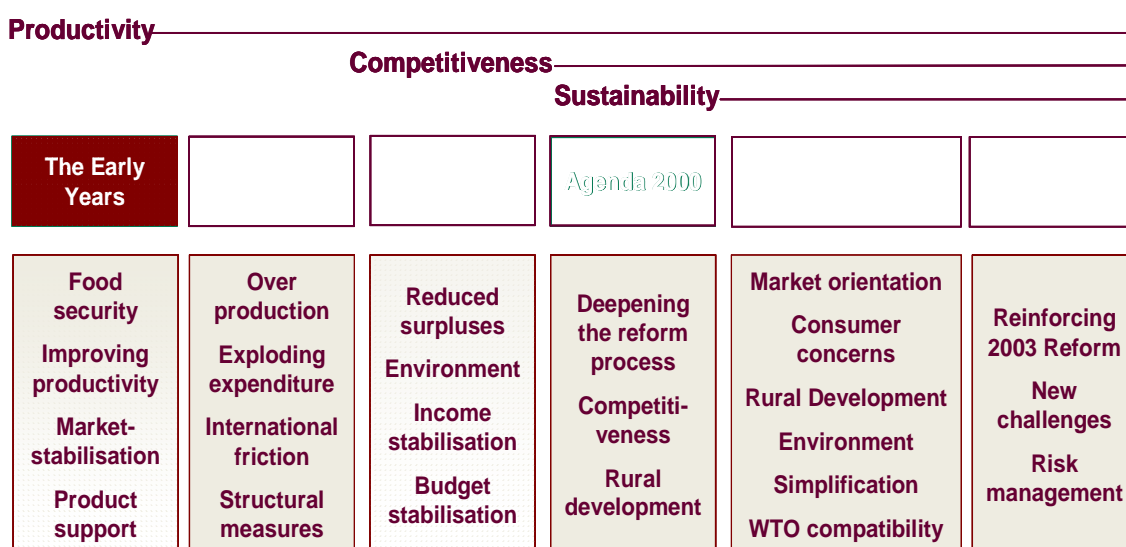 Productivity
Competitiveness
Sustainability
The Early
Years
Agenda 2000
Food
security
Improving
productivity
Market-
stabilisation
Product
support
Over
production
Exploding
expenditure
International
friction
Structural
measures
Reduced
surpluses
Environment
Income
stabilisation
Budget
stabilisation
Deepening
the reform
process
Competiti-
veness
Rural
development
Market orientation
Consumer
concerns
Rural Development
Environment
Simplification
WTO compatibility
Reinforcing
2003 Reform
New
challenges
Risk
management